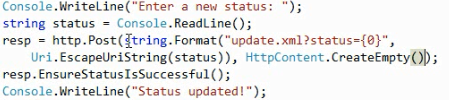 Console.WriteLine("Enter a new status: ");
string status = Console.ReadLine();
resp = http.Post(string.Format("update.xml?status={0}",
Uri.EscapeUriString(status)), HttpContent.CreateEmpty());
resp.EnsureStatusIsSuccessful();
Console.WriteLine("Status updated!");